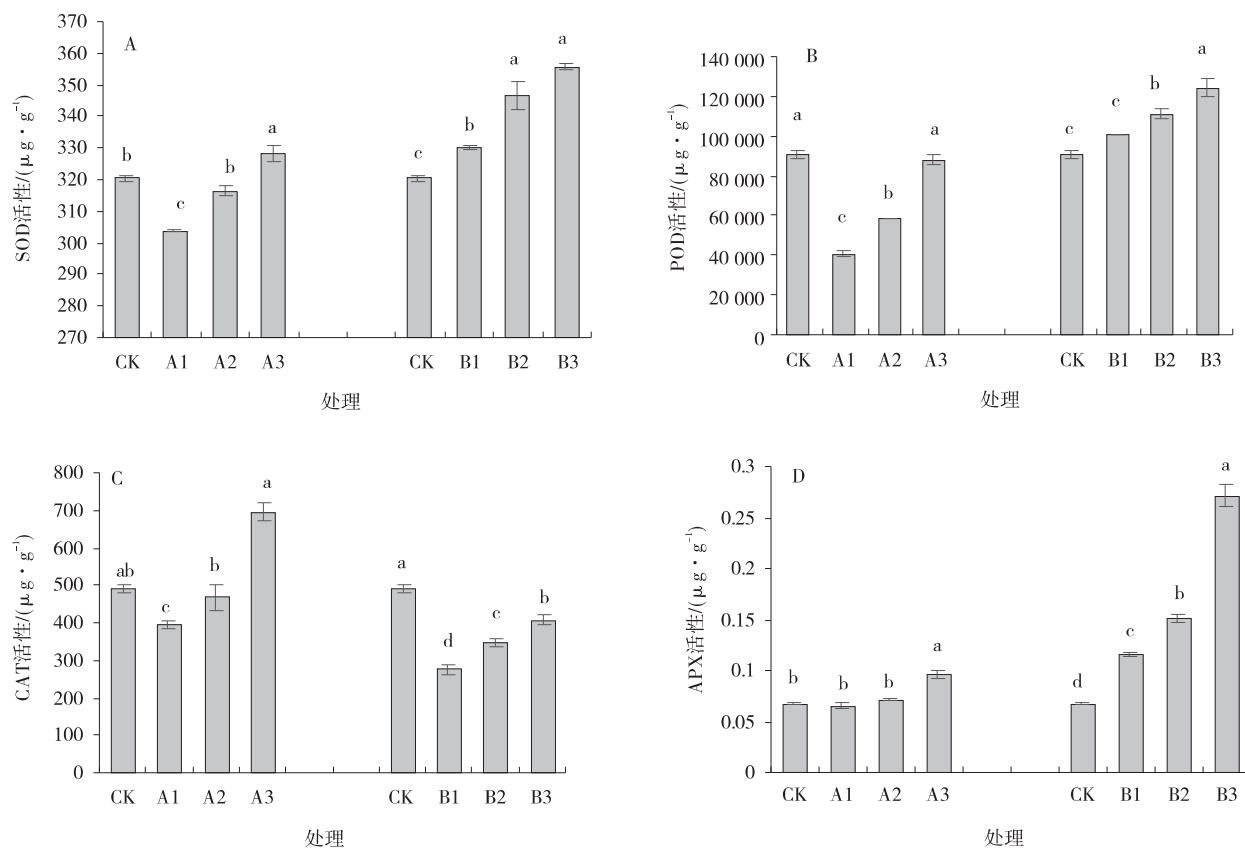 A
SOD活性/(μg·g⁻¹)
370
360
350
340
330
320
310
300
290
280
270
b
c
b
a
c
b
a
a
CK A1 A2 A3 CK B1 B2 B3
处理
B
POD活性/(μg·g⁻¹)
140 000
120 000
100 000
80 000
60 000
40 000
20 000
0
a
c
b
a
c
c
b
a
CK A1 A2 A3 CK B1 B2 B3
处理
C
CAT活性/(μg·g⁻¹)
800
700
600
500
400
300
200
100
0
ab
c
b
a
a
d
c
b
CK A1 A2 A3 CK B1 B2 B3
处理
D
APX活性/(μg·g⁻¹)
0.3
0.25
0.2
0.15
0.1
0.05
0
b
b
b
a
d
c
b
a
CK A1 A2 A3 CK B1 B2 B3
处理